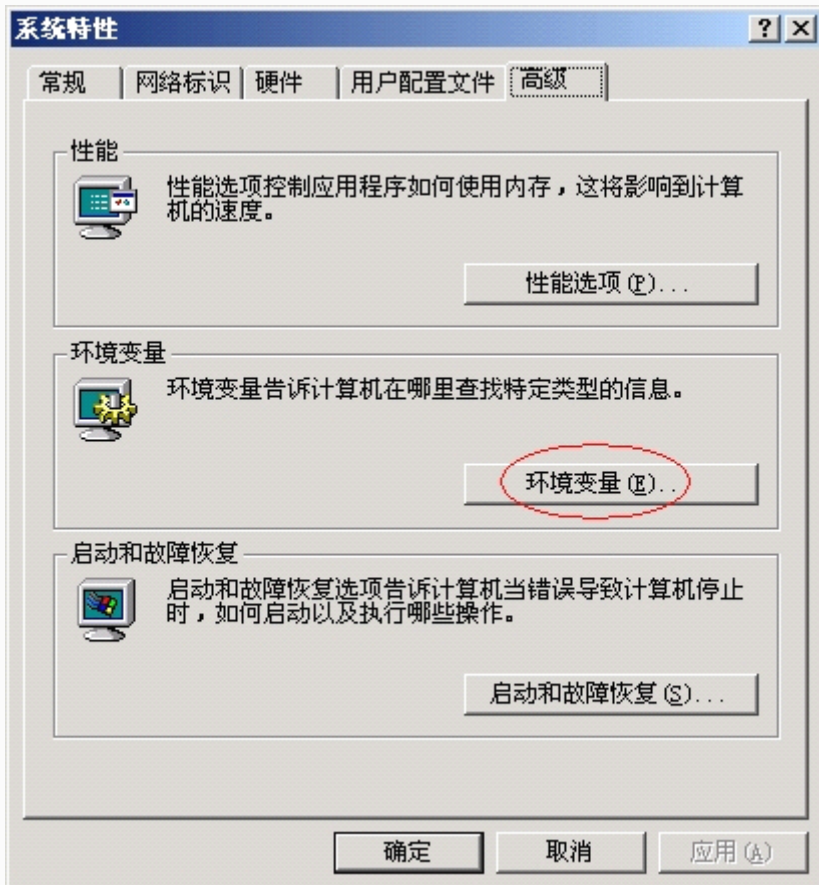 系统特性
常规 网络标识 硬件 用户配置文件 高级
性能
性能选项控制应用程序如何使用内存，这将影响到计算
机的速度。
性能选项(P)...
环境变量
环境变量告诉计算机在哪里查找特定类型的信息。
环境变量(E)..
启动和故障恢复
启动和故障恢复选项告诉计算机当错误导致计算机停止
时，如何启动以及执行哪些操作。
启动和故障恢复(S)...
确定 取消 应用(A)